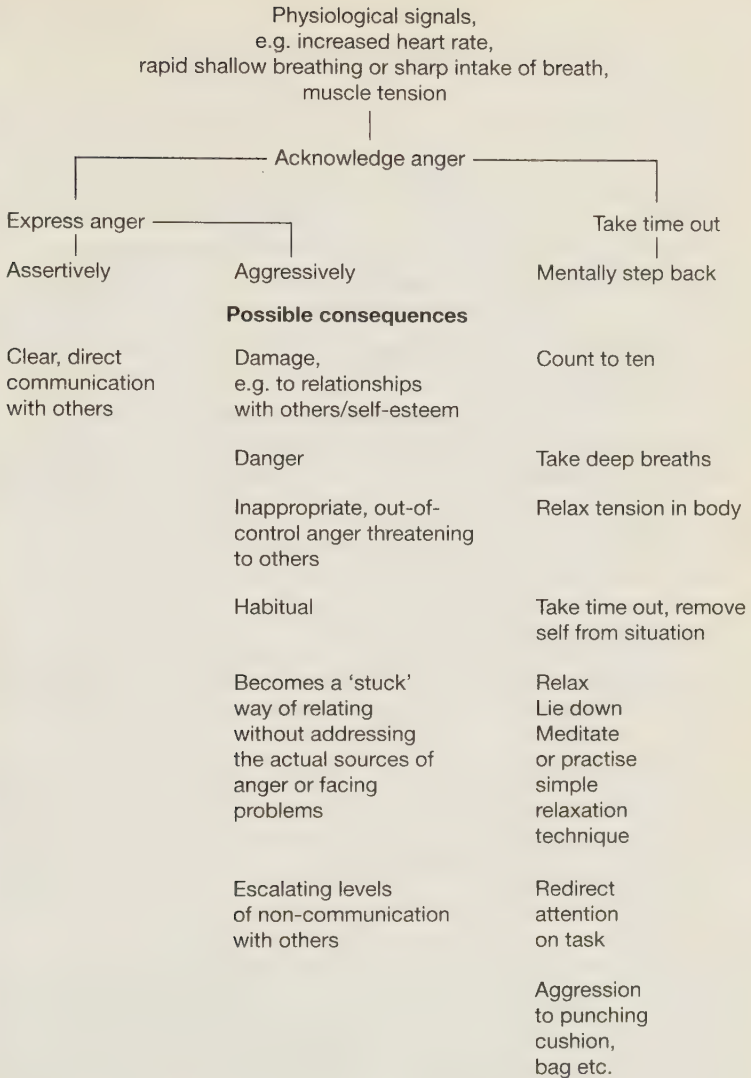 Physiological signals,
e.g. increased heart rate,
rapid shallow breathing or sharp intake of breath,
muscle tension
Acknowledge anger
Express anger
Take time out
Assertively
Aggressively
Mentally step back
Possible consequences
Clear, direct
communication
with others
Damage,
e.g. to relationships
with others/self-esteem
Count to ten
Danger
Take deep breaths
Inappropriate, out-of-
control anger threatening
to others
Relax tension in body
Habitual
Take time out, remove
self from situation
Becomes a ‘stuck’
way of relating
without addressing
the actual sources of
anger or facing
problems
Relax
Lie down
Meditate
or practise
simple
relaxation
technique
Escalating levels
of non-communication
with others
Redirect
attention
on task
Aggression
to punching
cushion,
bag etc.